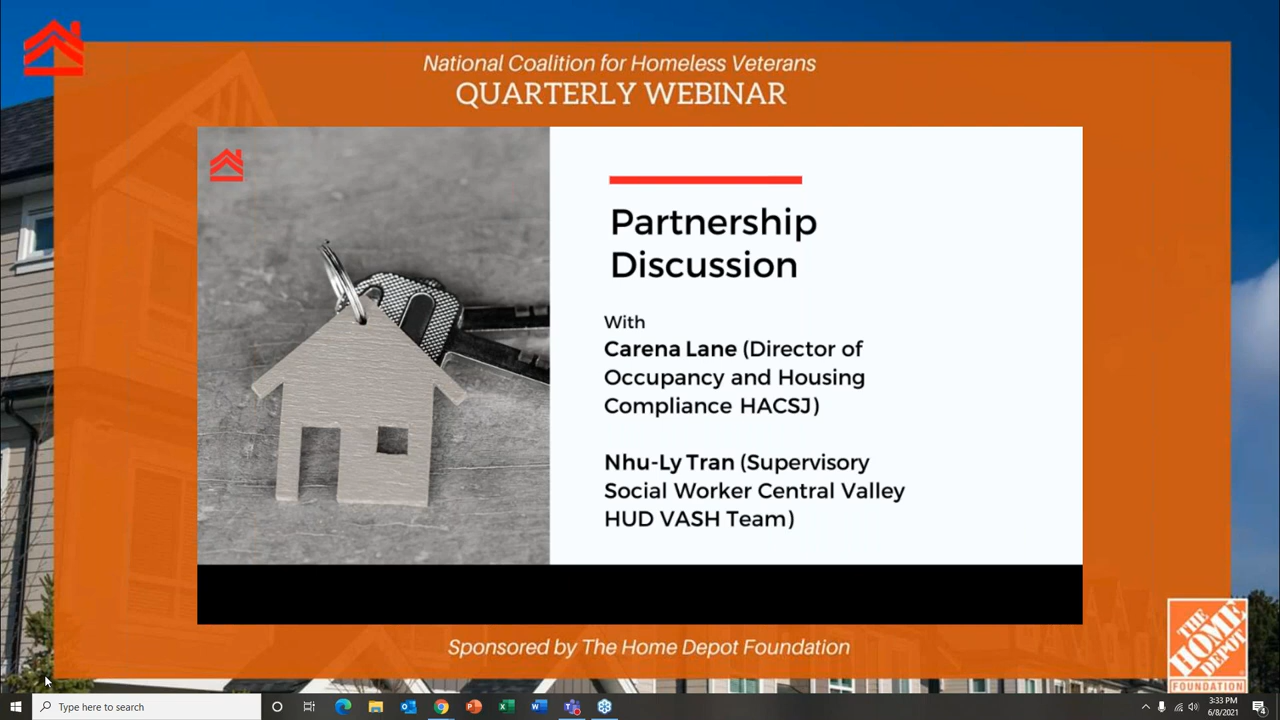 National Coalition for Homeless Veterans
QUARTERLY WEBINAR
Partnership
Discussion
With
Carena Lane (Director of
Occupancy and Housing
Compliance HACSJ)
Nhu-Ly Tran (Supervisory
Social Worker Central Valley
HUD VASH Team)
Sponsored by The Home Depot Foundation
THE
HOME
DEPOT
FOUNDATION
Type here to search
3:33 PM
6/8/2021
4